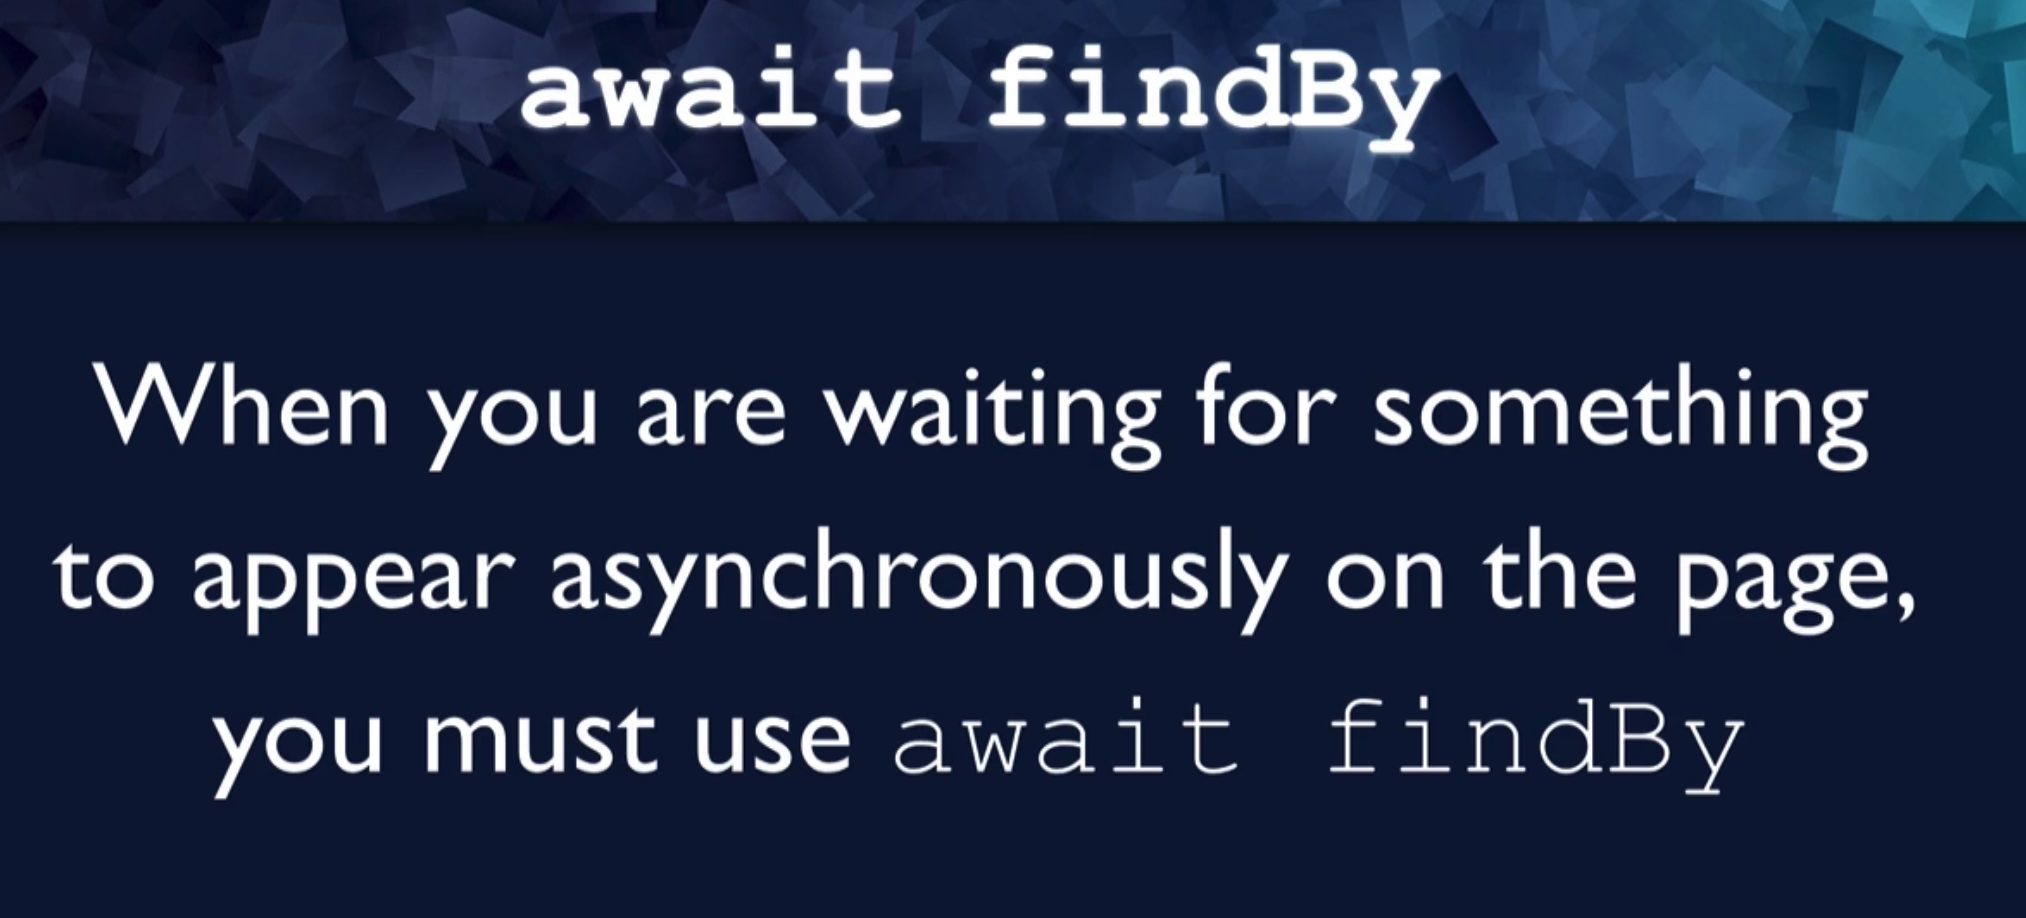 await findBy
When you are waiting for something
to appear asynchronously on the page,
you must use await findBy